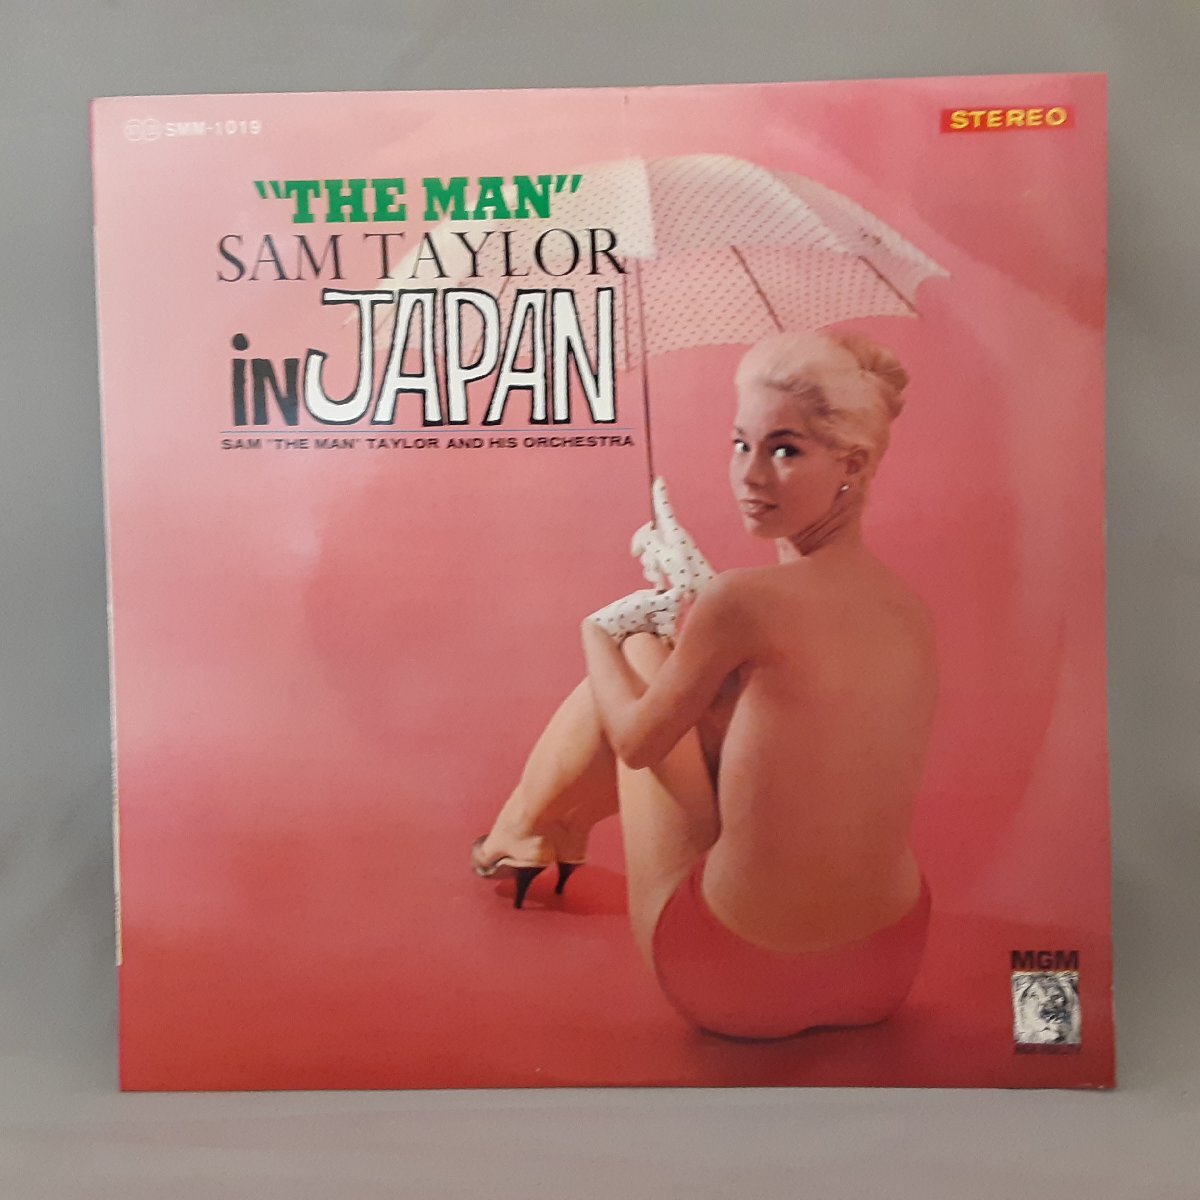 SMM-1019
STEREO
"THE MAN"
SAM TAYLOR
in JAPAN
SAM "THE MAN" TAYLOR AND HIS ORCHESTRA
MGM